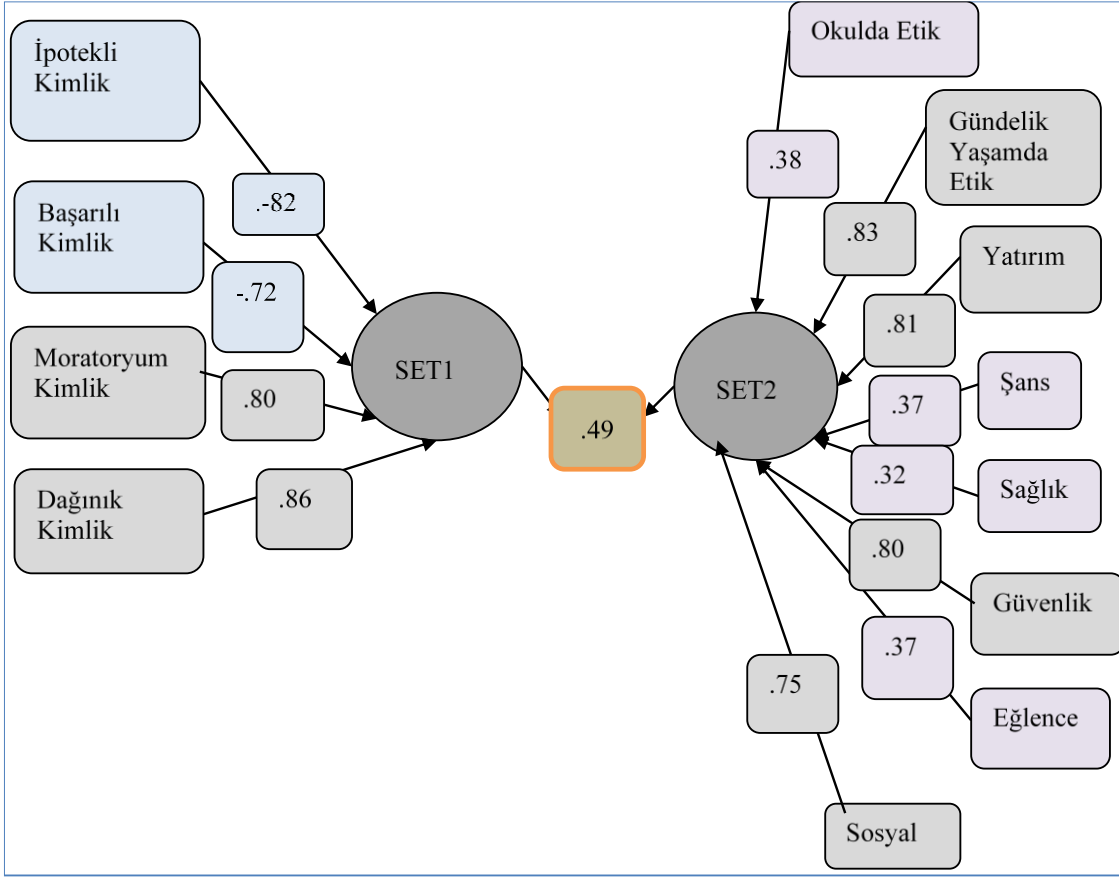 İpotekli
Kimlik
.-82
Başarılı
Kimlik
-.72
Moratoryum
Kimlik
.80
Dağınık
Kimlik
.86
SET1
.49
SET2
Okulda Etik
.38
Gündelik
Yaşamda
Etik
.83
Yatırım
.81
Şans
.37
Sağlık
.32
Güvenlik
.80
Eğlence
.37
Sosyal
.75